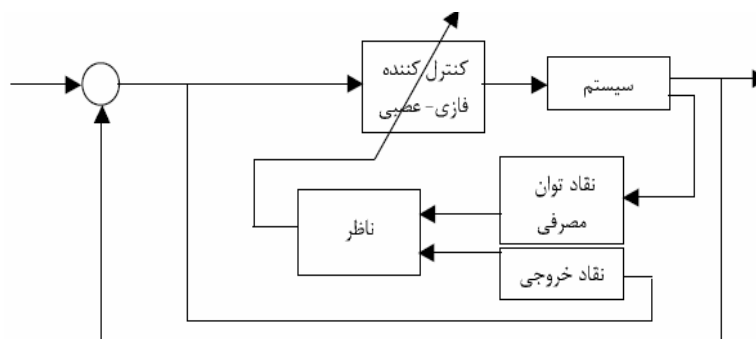 کنترل کننده
فازی- عصبی
سیستم
نقاد توان
مصرفی
ناظر
نقاد خروجی